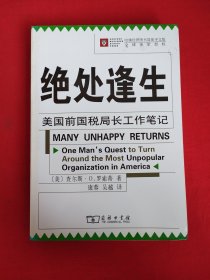 绝处逢生
美国前国税局长工作笔记
MANY UNHAPPY RETURNS
One Man's Quest to Turn
Around the Most Unpopular
Organization in America
〔美〕查尔斯·O.罗索蒂 著
商务印书馆